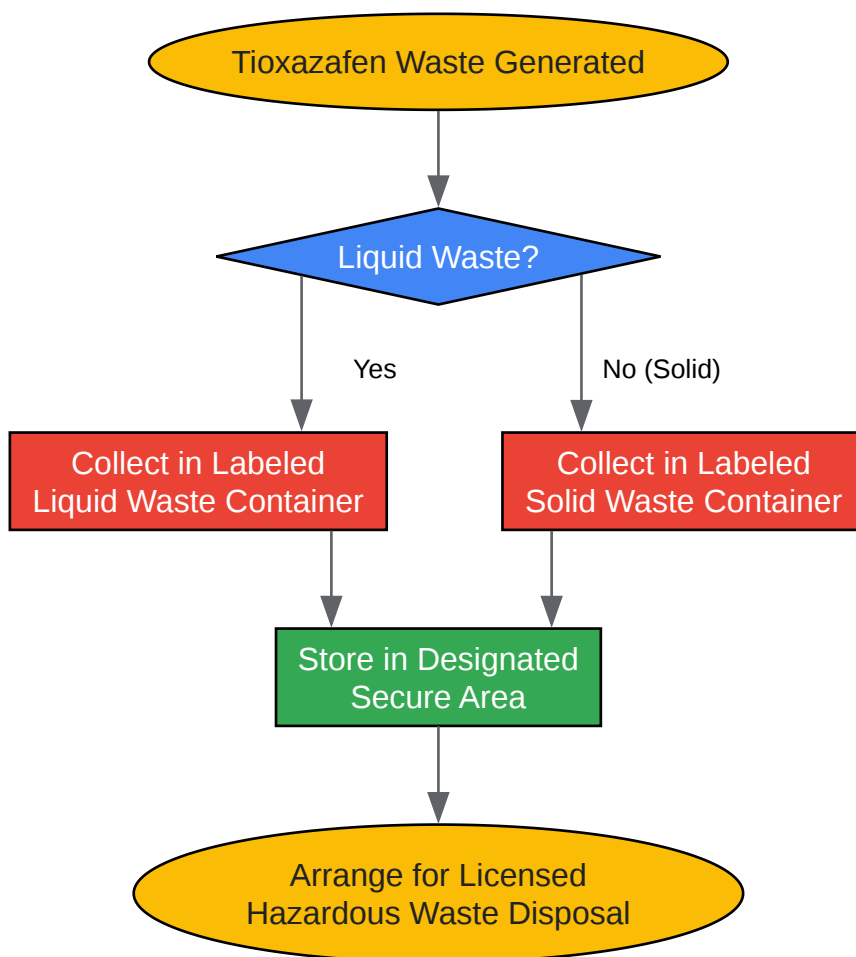 Tioxazafen Waste Generated
Liquid Waste?
Yes
No (Solid)
Collect in Labeled
Liquid Waste Container
Collect in Labeled
Solid Waste Container
Store in Designated
Secure Area
Arrange for Licensed
Hazardous Waste Disposal